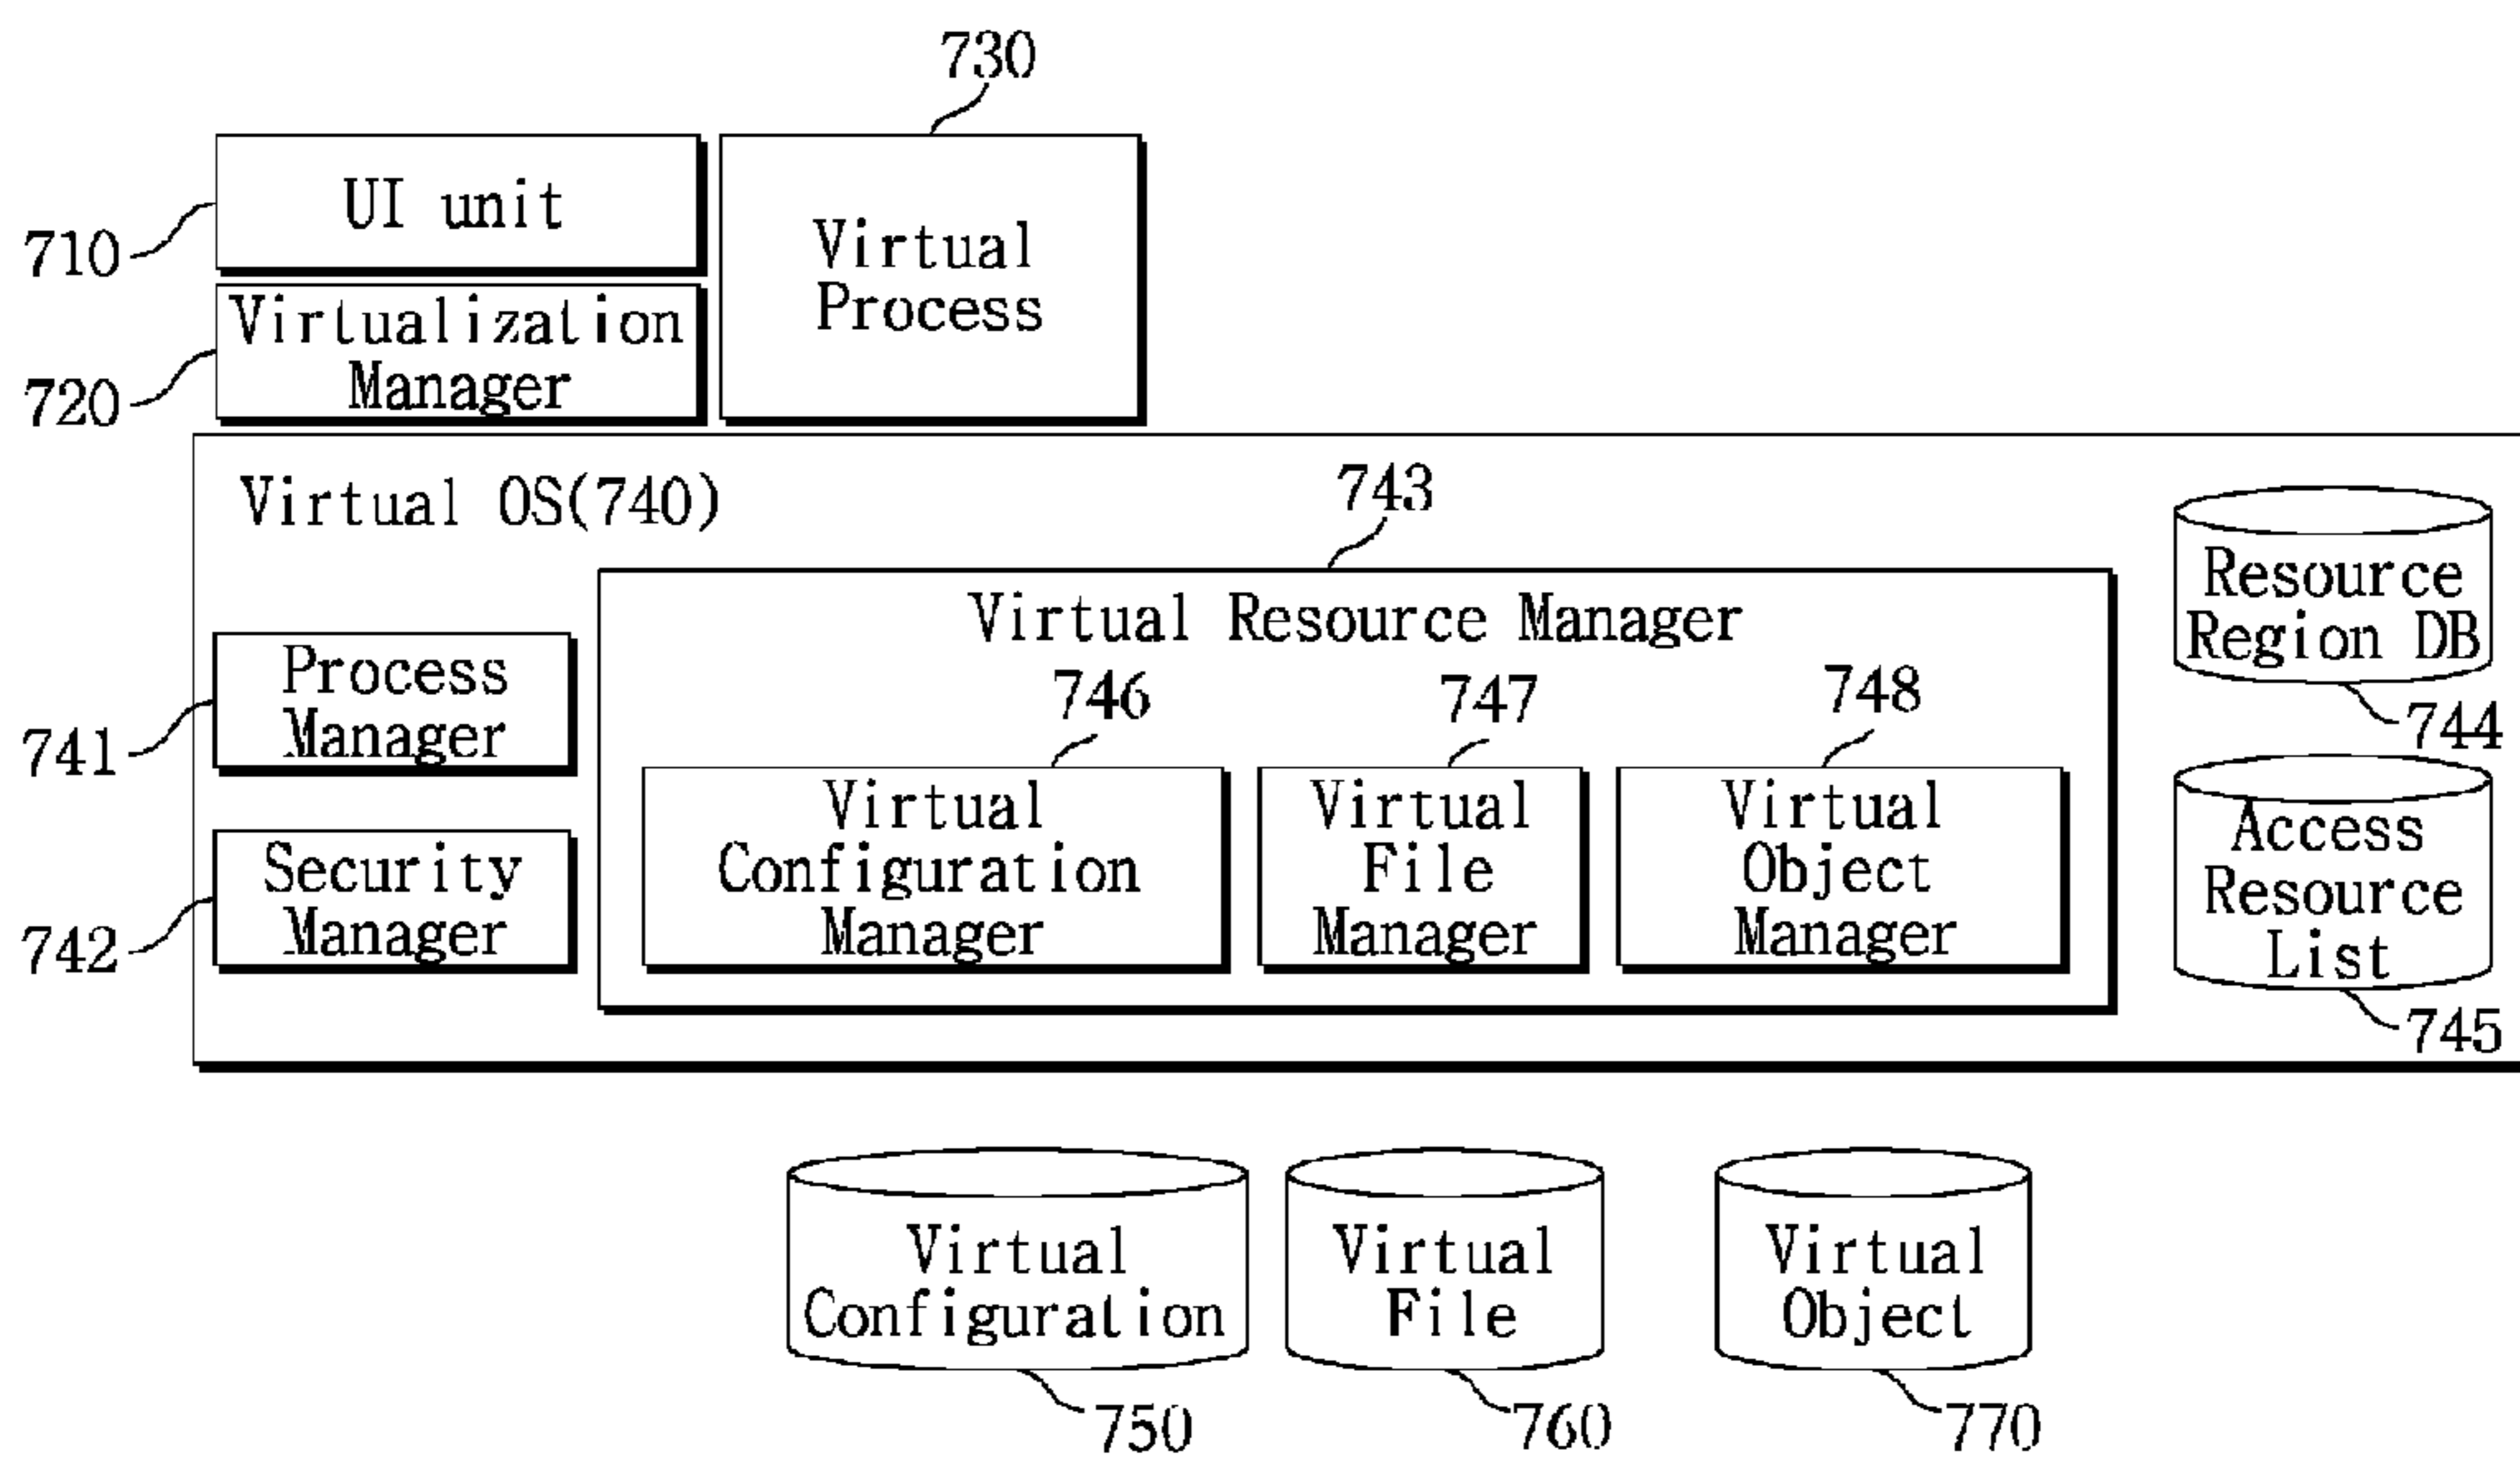 730
UI unit
710
Virtual
Process
Virtualization
Manager
720
Virtual OS(740)
743
Virtual Resource Manager
Resource
Region DB
744
Process
Manager
741
746
747
748
Virtual
Configuration
Manager
Virtual
File
Manager
Virtual
Object
Manager
Security
Manager
742
Access
Resource
List
745
Virtual
Configuration
750
Virtual
File
760
Virtual
Object
770